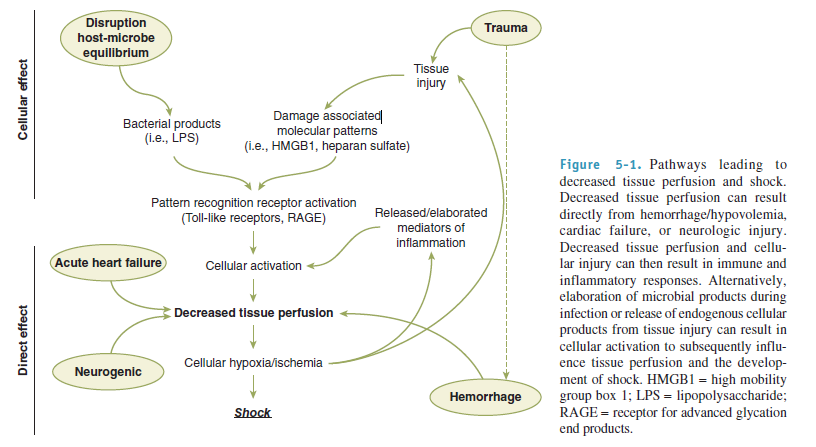 Disruption
host-microbe
equilibrium
Trauma
Tissue
injury
Cellular effect
Bacterial products
(i.e., LPS)
Damage associated
molecular patterns
(i.e., HMGB1, heparan sulfate)
Pattern recognition receptor activation
(Toll-like receptors, RAGE)
Released/elaborated
mediators of
inflammation
Acute heart failure
Cellular activation
Direct effect
Decreased tissue perfusion
Neurogenic
Cellular hypoxia/ischemia
Hemorrhage
Shock
Figure 5-1. Pathways leading to
decreased tissue perfusion and shock.
Decreased tissue perfusion can result
directly from hemorrhage/hypovolemia,
cardiac failure, or neurologic injury.
Decreased tissue perfusion and cellu-
lar injury can then result in immune and
inflammatory responses. Alternatively,
elaboration of microbial products during
infection or release of endogenous cellular
products from tissue injury can result in
cellular activation to subsequently influ-
ence tissue perfusion and the develop-
ment of shock. HMGB1 = high mobility
group box 1; LPS = lipopolysaccharide;
RAGE = receptor for advanced glycation
end products.